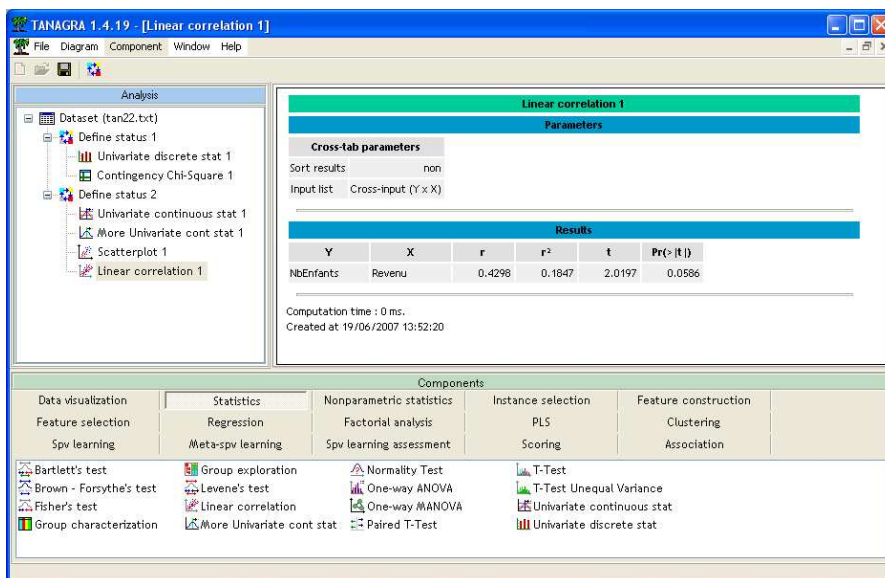 TANAGRA 1.4.19 - [Linear correlation 1]
File Diagram Component Window Help
Analysis
Dataset (tan22.txt)
Define status 1
Univariate discrete stat 1
Contingency Chi-Square 1
Define status 2
Univariate continuous stat 1
More Univariate cont stat 1
Scatterplot 1
Linear correlation 1
Linear correlation 1
Parameters
Cross-tab parameters
Sort results non
Input list Cross-input (Y x X)
Results
Y X r r² t Pr(>|t|)
NbEnfants Revenu 0.4298 0.1847 2.0197 0.0586
Computation time : 0 ms.
Created at 19/06/2007 13:52:20
Components
Data visualization Statistics Nonparametric statistics Instance selection Feature construction
Feature selection Regression Factorial analysis PLS Clustering
Spv learning Meta-spv learning Spv learning assessment Scoring Association
Bartlett's test Group exploration Normality Test T-Test
Brown - Forsythe's test Levene's test One-way ANOVA T-Test Unequal Variance
Fisher's test Linear correlation One-way MANOVA Univariate continuous stat
Group characterization More Univariate cont stat Paired T-Test Univariate discrete stat